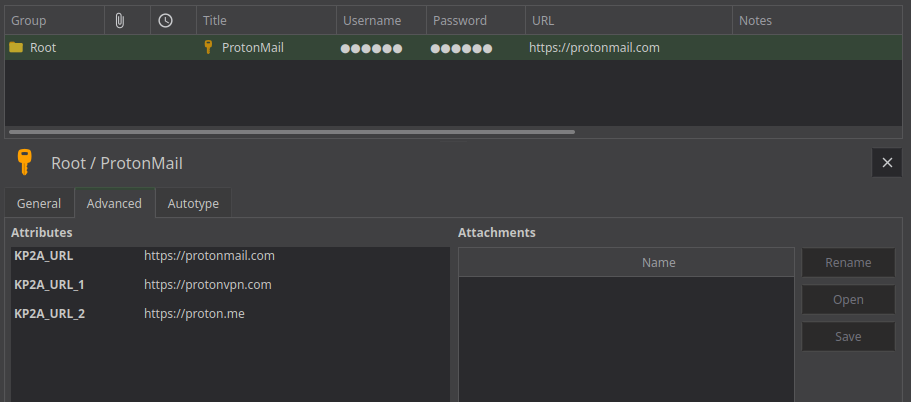 Group Title Username Password URL Notes
Root ProtonMail ●●●●●● ●●●●●● https://protonmail.com
Root / ProtonMail
General Advanced Autotype
Attributes Attachments
KP2A_URL https://protonmail.com Name Rename
KP2A_URL_1 https://protonvpn.com Open
KP2A_URL_2 https://proton.me Save